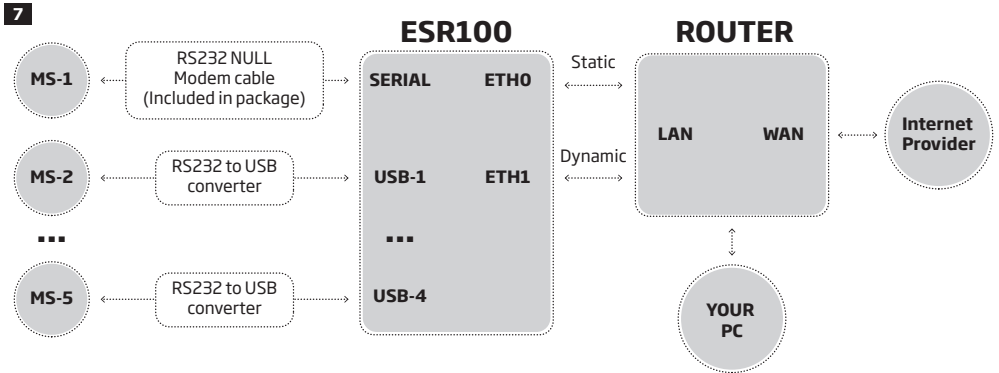 7
ESR100
ROUTER
MS-1
RS232 NULL
Modem cable
(Included in package)
SERIAL
ETH0
Static
LAN
WAN
Internet
Provider
MS-2
RS232 to USB
converter
USB-1
ETH1
Dynamic
...
...
MS-5
RS232 to USB
converter
USB-4
YOUR
PC